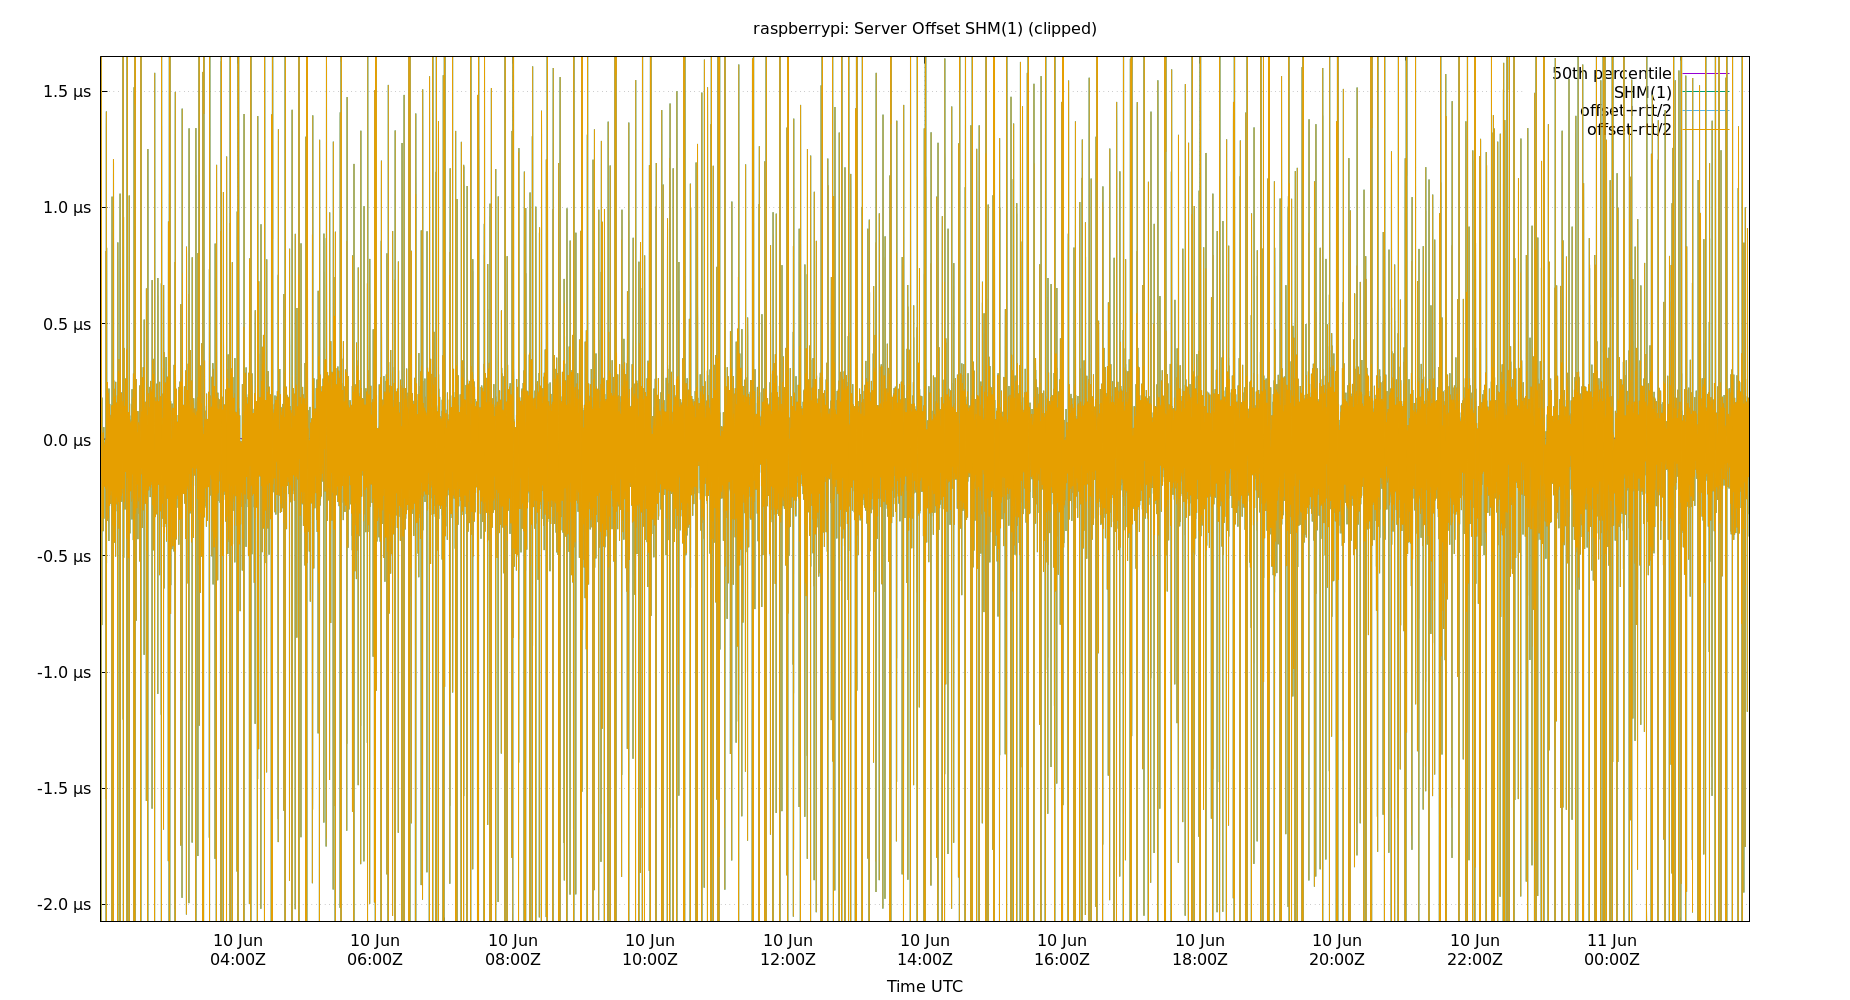 raspberrypi: Server Offset SHM(1) (clipped)
50th percentile
SHM(1)
offset+rtt/2
offset-rtt/2
1.5 µs
1.0 µs
0.5 µs
0.0 µs
-0.5 µs
-1.0 µs
-1.5 µs
-2.0 µs
10 Jun 10 Jun 10 Jun 10 Jun 10 Jun 10 Jun 10 Jun 10 Jun 10 Jun 10 Jun 11 Jun
04:00Z 06:00Z 08:00Z 10:00Z 12:00Z 14:00Z 16:00Z 18:00Z 20:00Z 22:00Z 00:00Z
Time UTC